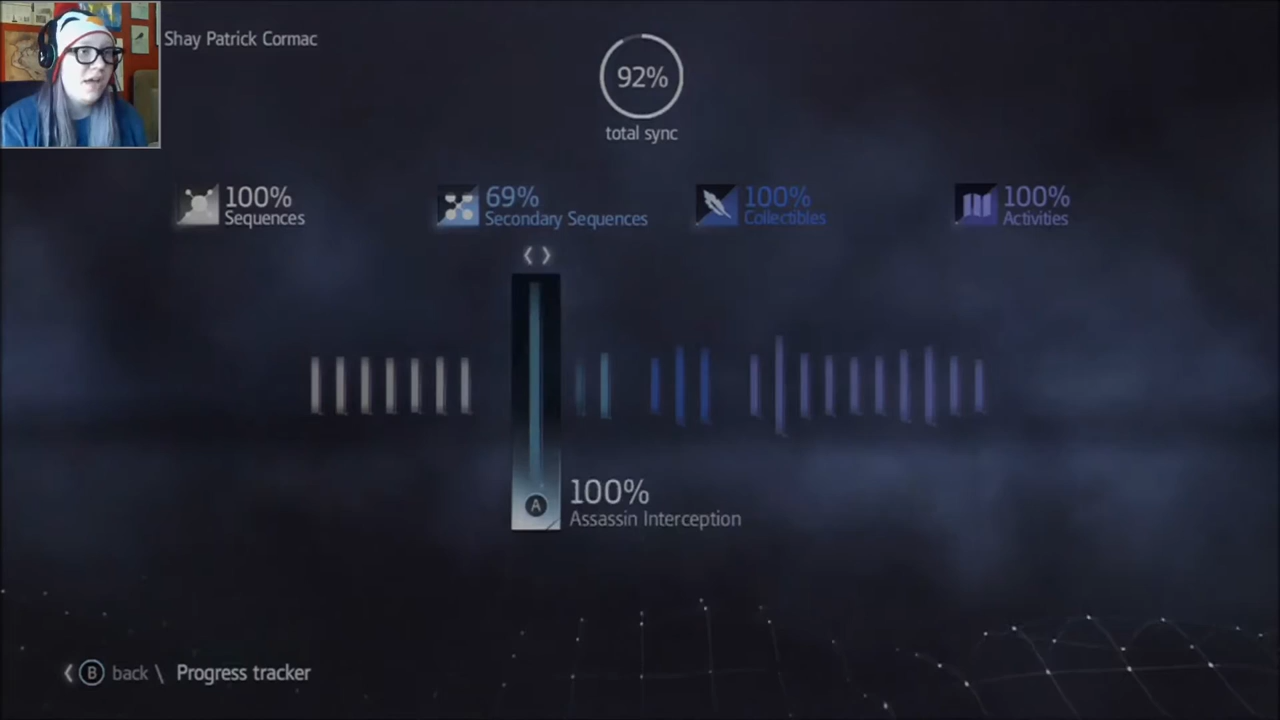 Shay Patrick Cormac
92%
total sync
100%
Sequences
69%
Secondary Sequences
100%
Collectibles
100%
Activities
A
100%
Assassin Interception
B back \ Progress tracker